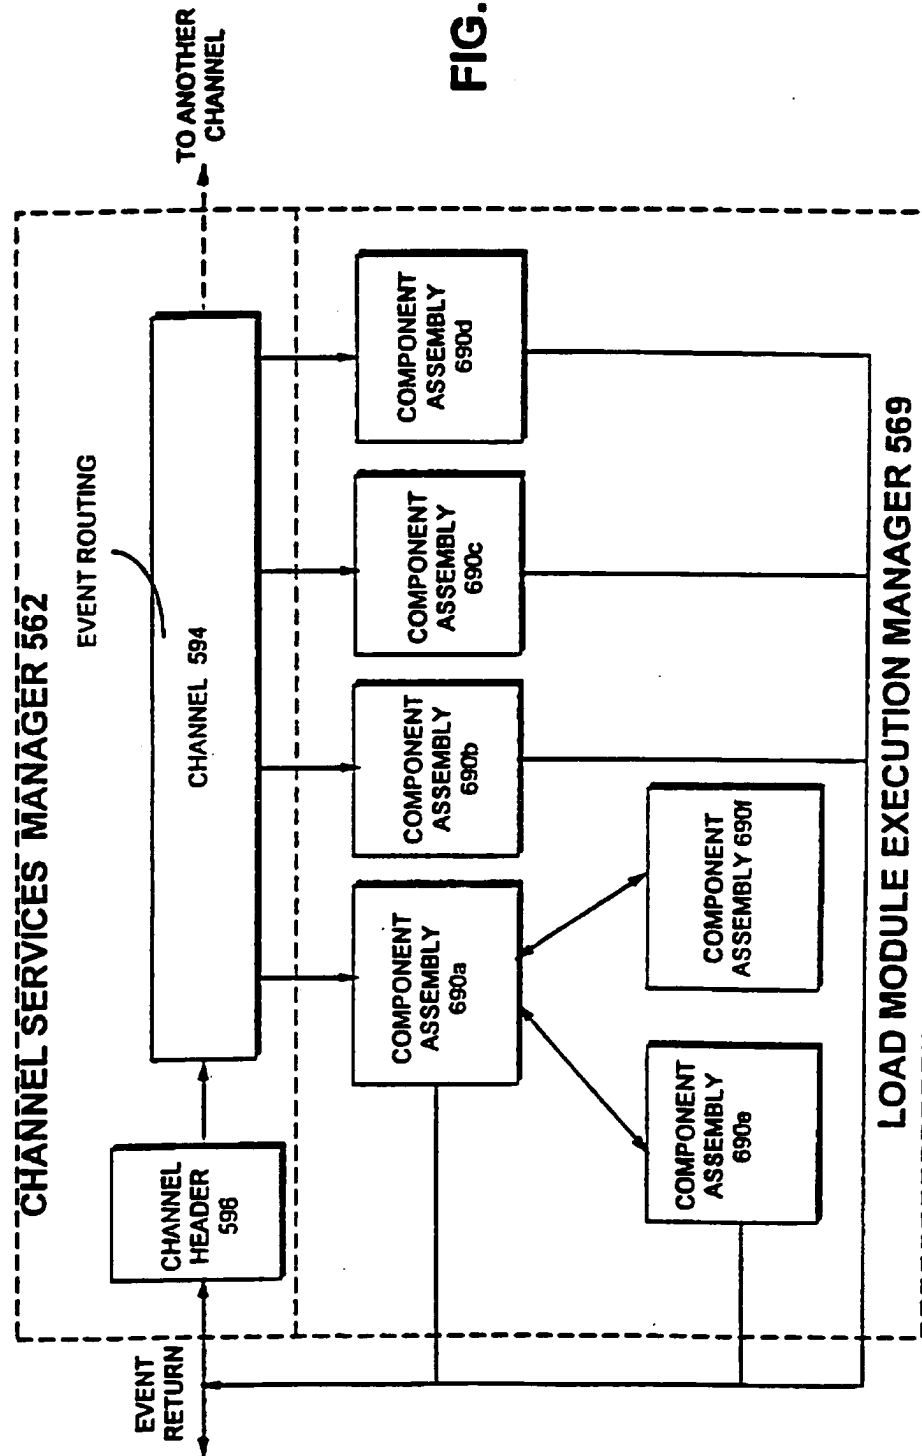 FIG.
CHANNEL SERVICES MANAGER 562
EVENT ROUTING
TO ANOTHER
CHANNEL
EVENT
RETURN
CHANNEL
HEADER
596
CHANNEL 594
COMPONENT
ASSEMBLY
690a
COMPONENT
ASSEMBLY
690b
COMPONENT
ASSEMBLY
690c
COMPONENT
ASSEMBLY
690d
COMPONENT
ASSEMBLY
690e
COMPONENT
ASSEMBLY 690f
LOAD MODULE EXECUTION MANAGER 569